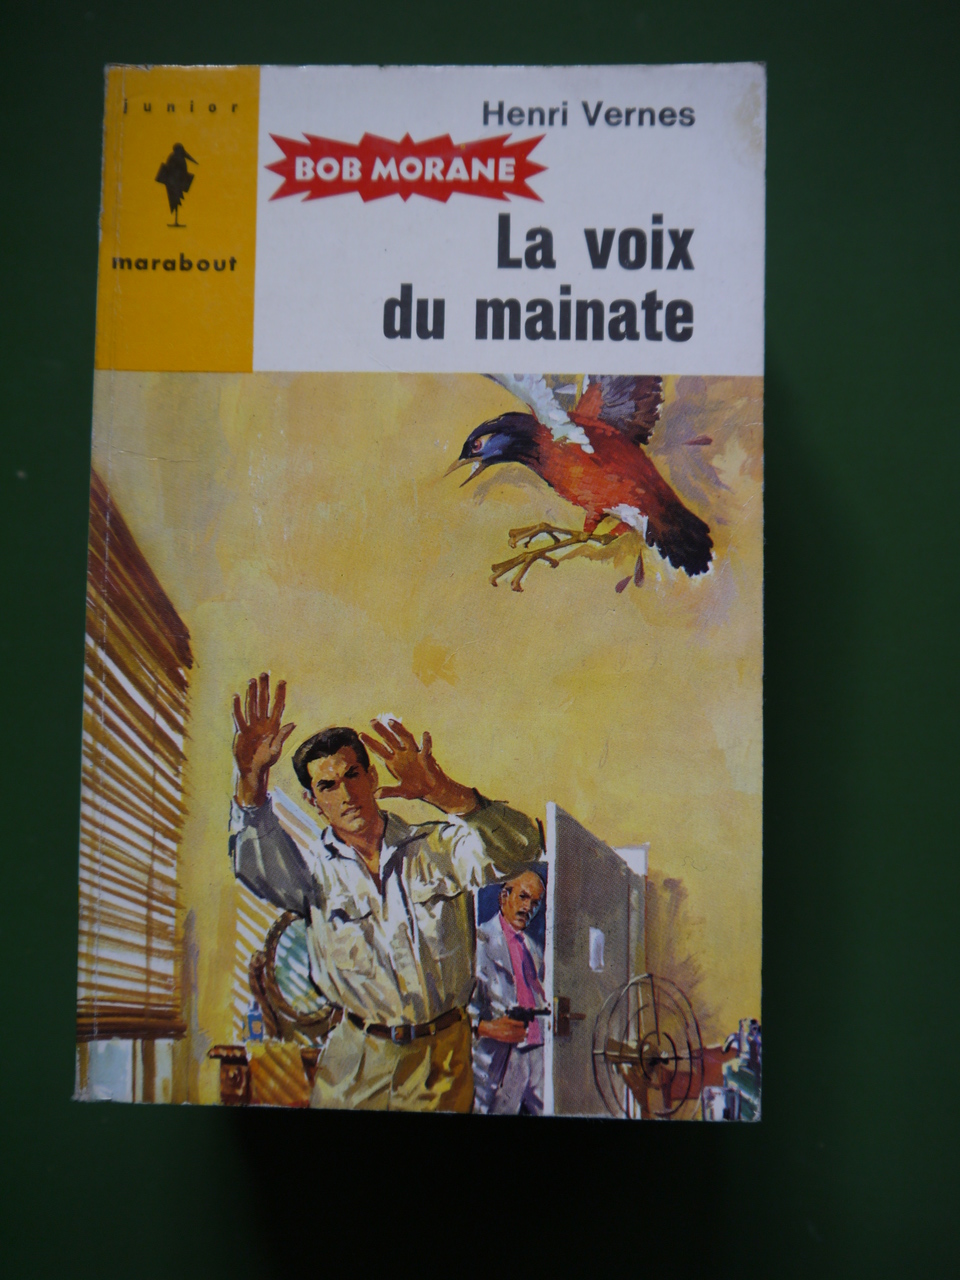 junior
marabout
Henri Vernes
BOB MORANE
La voix
du mainate